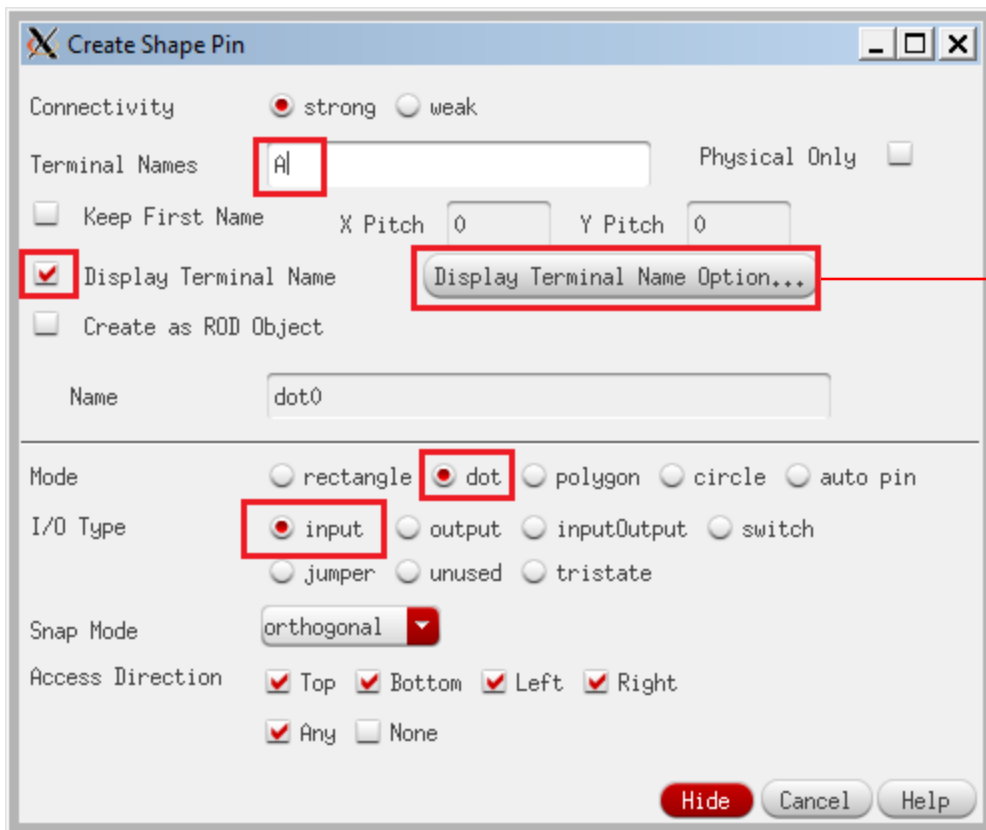 Create Shape Pin
Connectivity strong weak
Terminal Names A Physical Only
Keep First Name X Pitch 0 Y Pitch 0
Display Terminal Name Display Terminal Name Option...
Create as ROD Object
Name dot0
Mode rectangle dot polygon circle auto pin
I/O Type input output inputOutput switch
jumper unused tristate
Snap Mode orthogonal
Access Direction Top Bottom Left Right
Any None
Hide Cancel Help